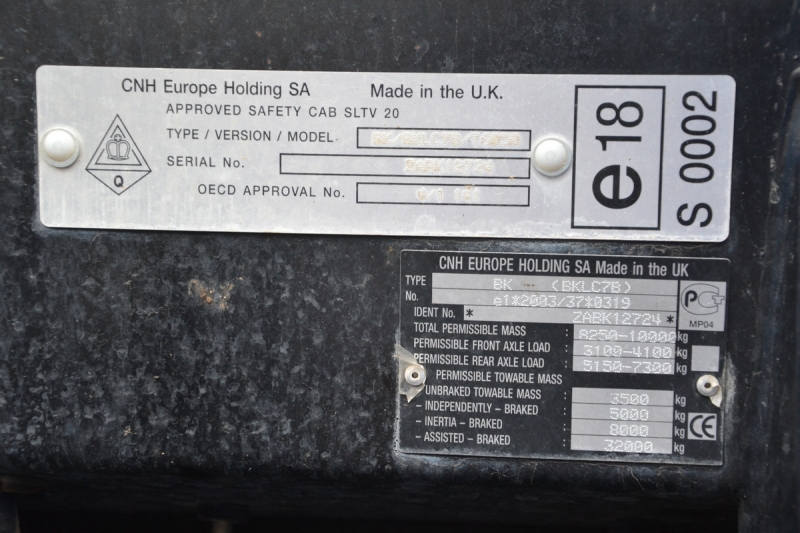 CNH Europe Holding SA Made in the U.K.
APPROVED SAFETY CAB SLTV 20
TYPE / VERSION / MODEL
SERIAL No.
OECD APPROVAL No.
Q
e 18
S 0002
CNH EUROPE HOLDING SA Made in the UK
TYPE BK -- (BKLC7B)
No. e1*2003/37*0319
IDENT No. * ZABK12724 *
MP04
TOTAL PERMISSIBLE MASS : 8250-10000 kg
PERMISSIBLE FRONT AXLE LOAD : 3100-4100 kg
PERMISSIBLE REAR AXLE LOAD : 5150-7300 kg
PERMISSIBLE TOWABLE MASS
UNBRAKED TOWABLE MASS : 3500 kg
- INDEPENDENTLY - BRAKED : 5000 kg
- INERTIA - BRAKED : 8000 kg
- ASSISTED - BRAKED : 32000 kg
CE